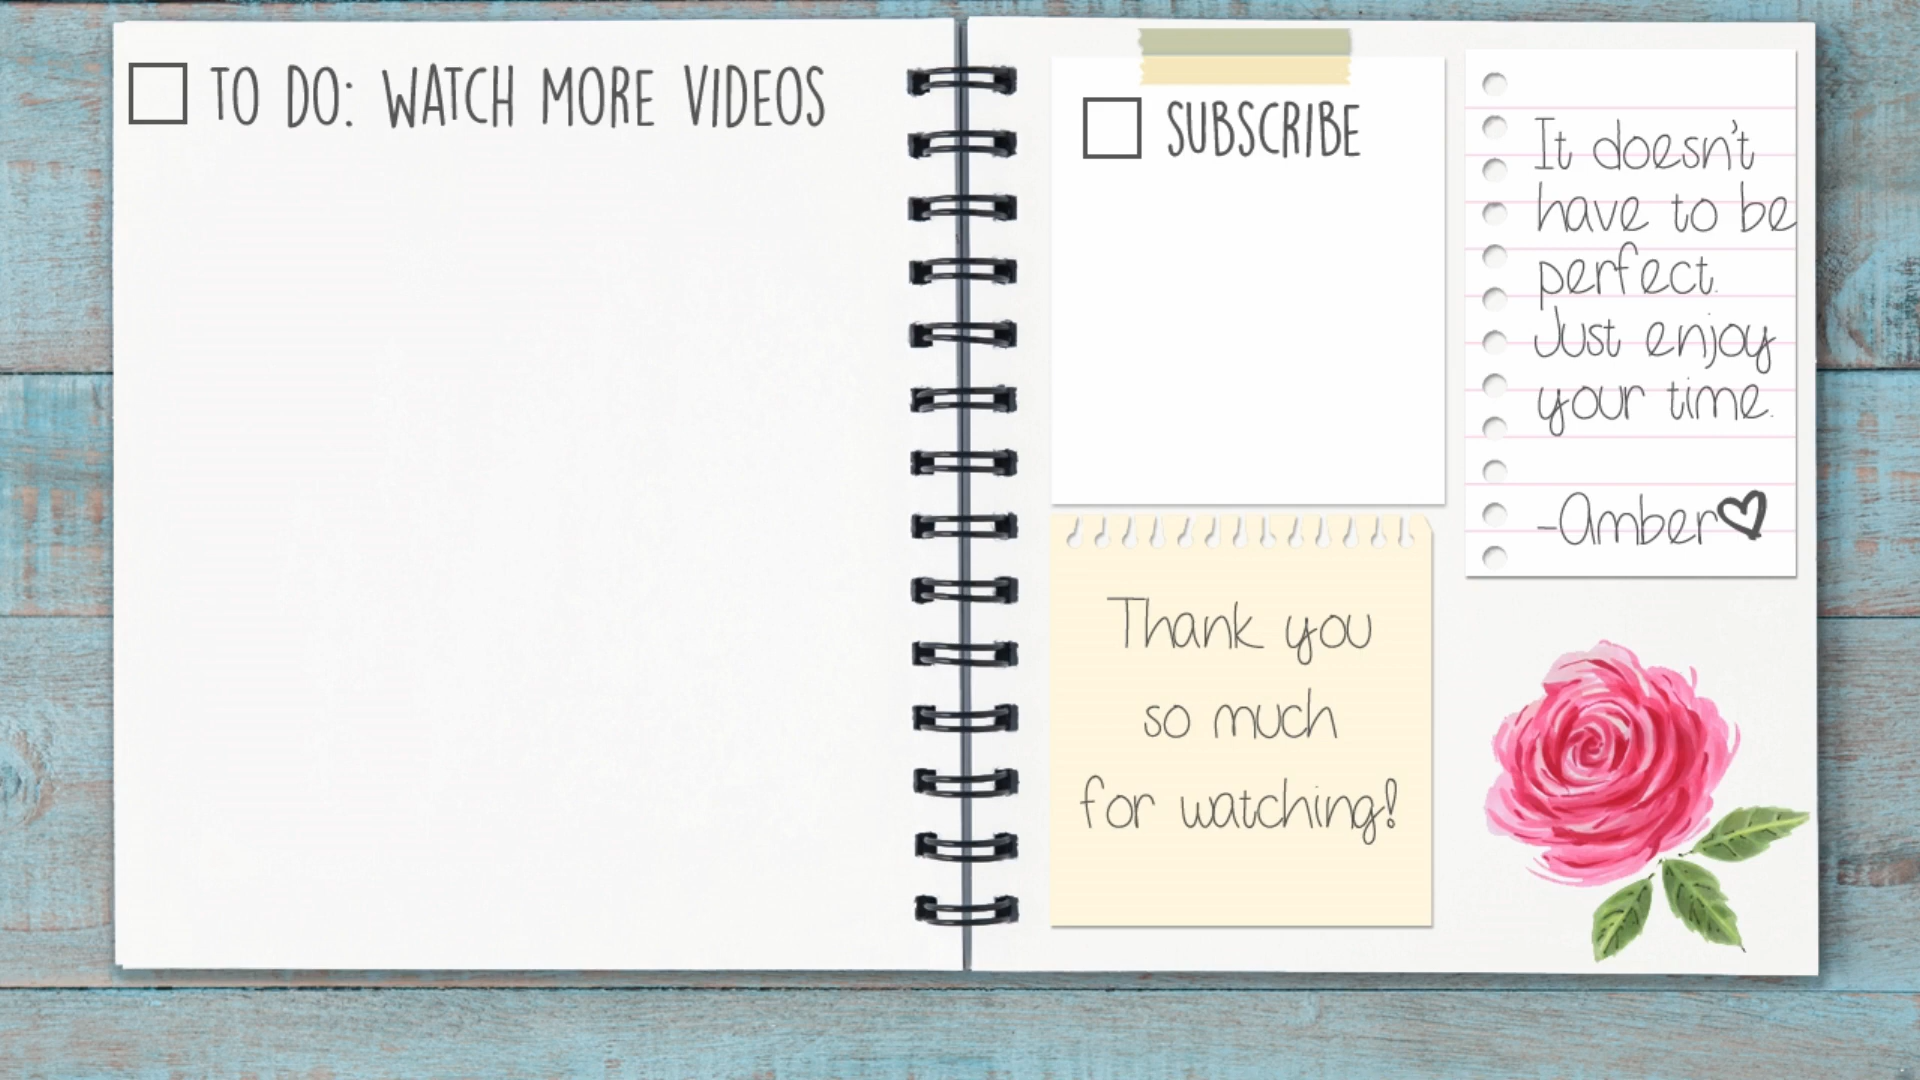 TO DO: WATCH MORE VIDEOS
SUBSCRIBE
It doesn't
have to be
perfect.
Just enjoy
your time.
-Amber
Thank you
so much
for watching!